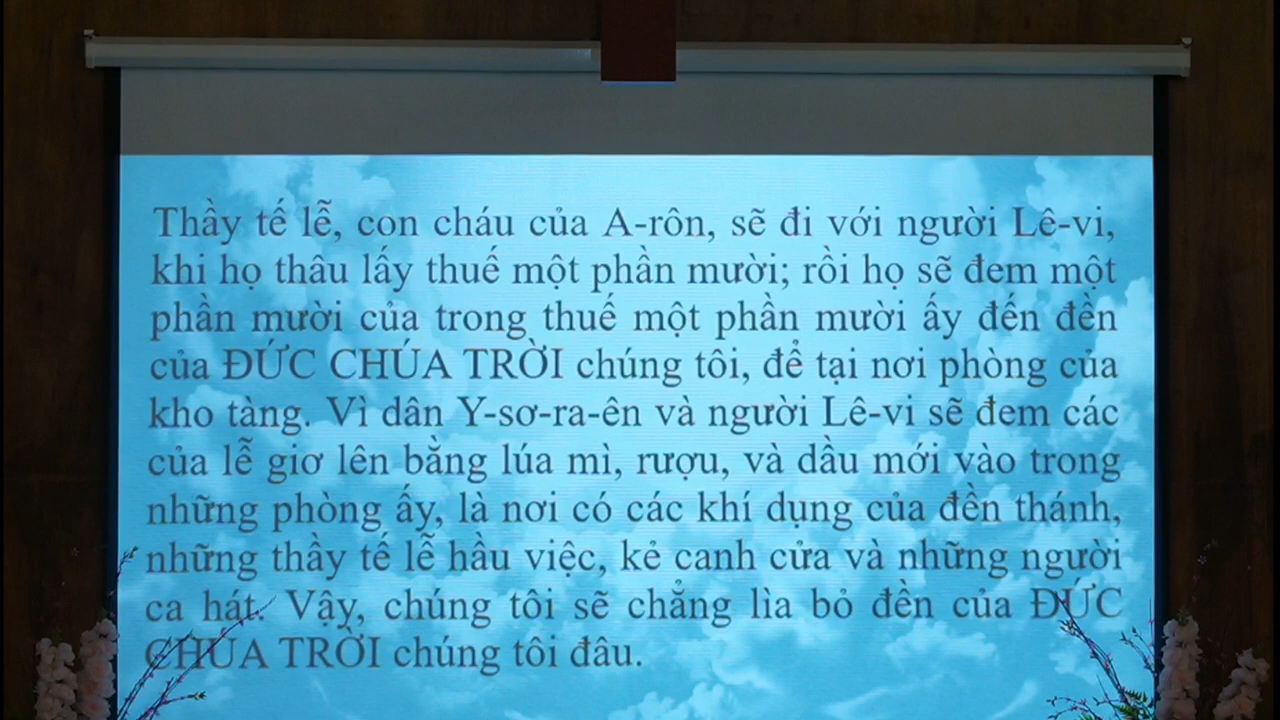 Thầy tế lễ, con cháu của A-rôn, sẽ đi với người Lê-vi,
khi họ thâu lấy thuế một phần mười; rồi họ sẽ đem một
phần mười của trong thuế một phần mười ấy đến đền
của ĐỨC CHÚA TRỜI chúng tôi, để tại nơi phòng của
kho tàng. Vì dân Y-sơ-ra-ên và người Lê-vi sẽ đem các
của lễ giơ lên bằng lúa mì, rượu, và dầu mới vào trong
những phòng ấy, là nơi có các khí dụng của đền thánh,
những thầy tế lễ hầu việc, kẻ canh cửa và những người
ca hát. Vậy, chúng tôi sẽ chẳng lìa bỏ đền của ĐỨC
CHÚA TRỜI chúng tôi đâu.